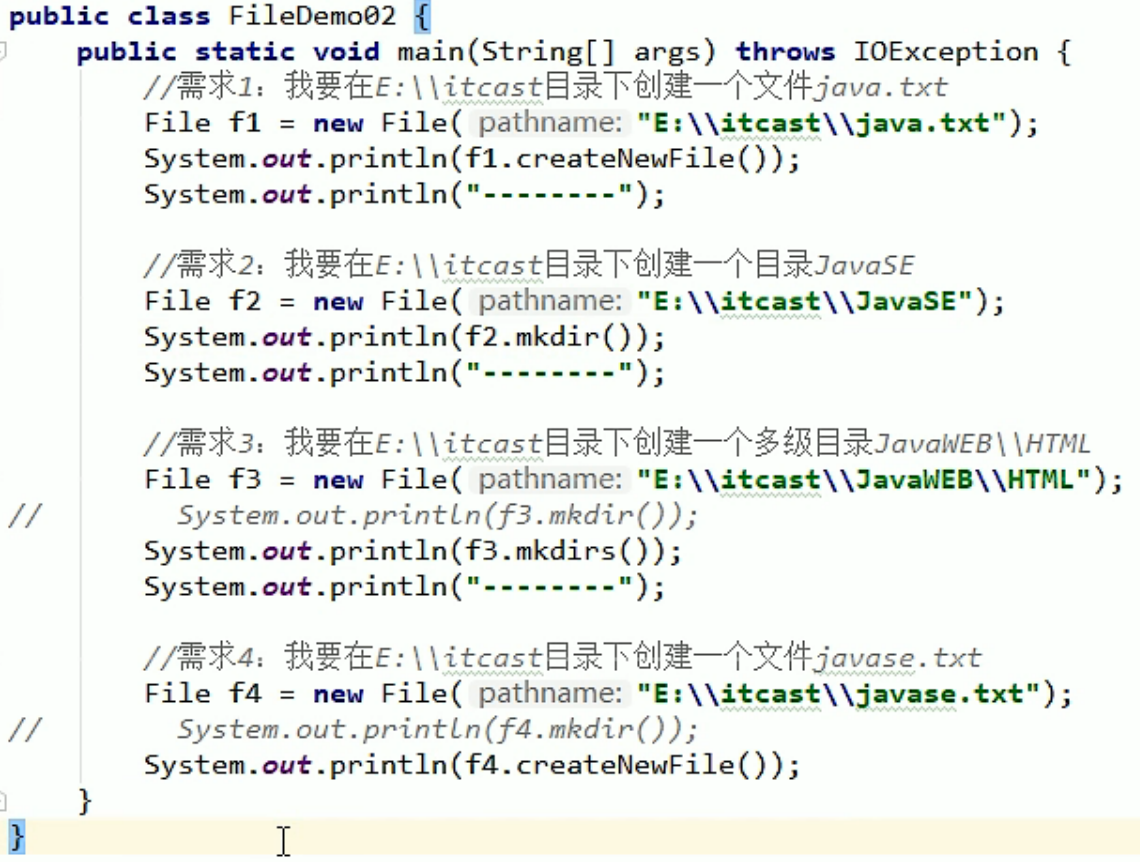 public class FileDemo02 {
public static void main(String[] args) throws IOException {
//需求1：我要在E:\\itcast目录下创建一个文件java.txt
File f1 = new File( pathname: "E:\\itcast\\java.txt");
System.out.println(f1.createNewFile());
System.out.println("--------");
//需求2：我要在E:\\itcast目录下创建一个目录JavaSE
File f2 = new File( pathname: "E:\\itcast\\JavaSE");
System.out.println(f2.mkdir());
System.out.println("--------");
//需求3：我要在E:\\itcast目录下创建一个多级目录JavaWEB\\HTML
File f3 = new File( pathname: "E:\\itcast\\JavaWEB\\HTML");
// System.out.println(f3.mkdir());
System.out.println(f3.mkdirs());
System.out.println("--------");
//需求4：我要在E:\\itcast目录下创建一个文件javase.txt
File f4 = new File( pathname: "E:\\itcast\\javase.txt");
// System.out.println(f4.mkdir());
System.out.println(f4.createNewFile());
}
}